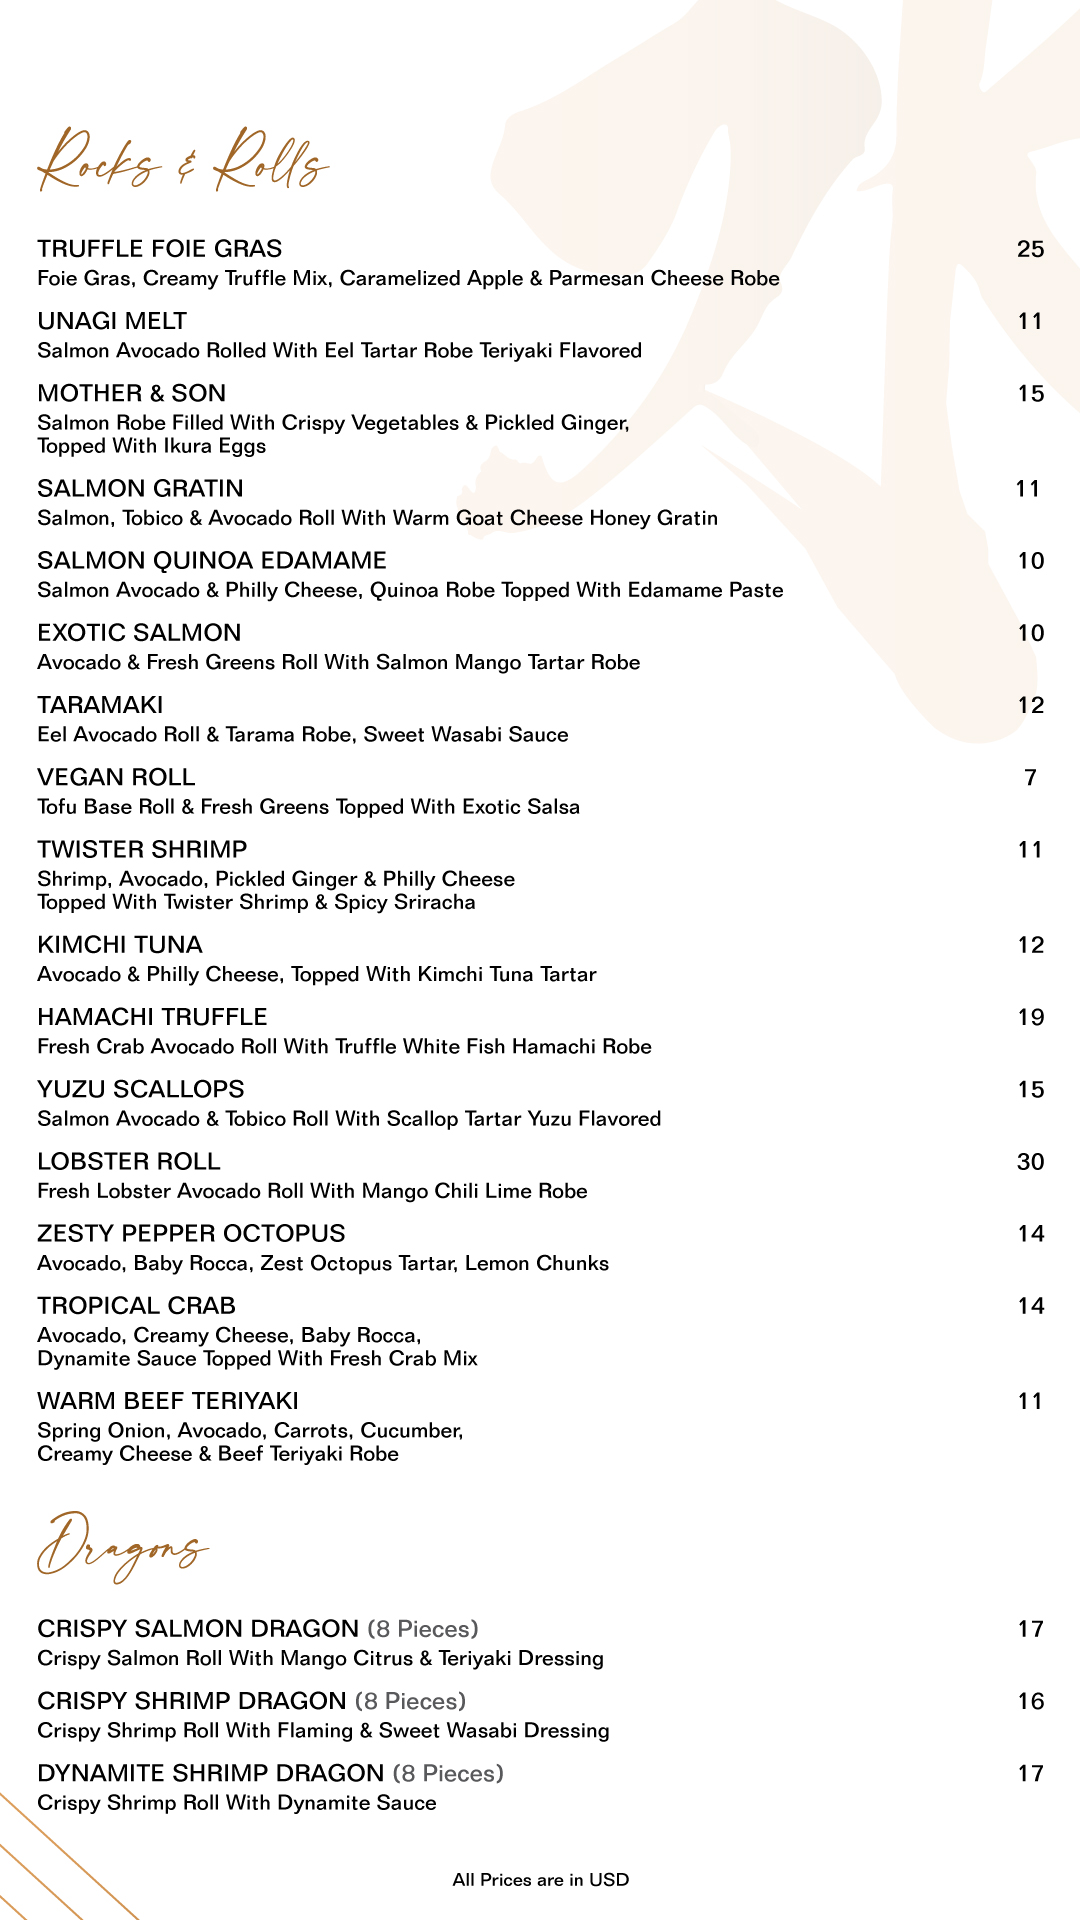 Rocks & Rolls
TRUFFLE FOIE GRAS 25
Foie Gras, Creamy Truffle Mix, Caramelized Apple & Parmesan Cheese Robe
UNAGI MELT 11
Salmon Avocado Rolled With Eel Tartar Robe Teriyaki Flavored
MOTHER & SON 15
Salmon Robe Filled With Crispy Vegetables & Pickled Ginger,
Topped With Ikura Eggs
SALMON GRATIN 11
Salmon, Tobico & Avocado Roll With Warm Goat Cheese Honey Gratin
SALMON QUINOA EDAMAME 10
Salmon Avocado & Philly Cheese, Quinoa Robe Topped With Edamame Paste
EXOTIC SALMON 10
Avocado & Fresh Greens Roll With Salmon Mango Tartar Robe
TARAMAKI 12
Eel Avocado Roll & Tarama Robe, Sweet Wasabi Sauce
VEGAN ROLL 7
Tofu Base Roll & Fresh Greens Topped With Exotic Salsa
TWISTER SHRIMP 11
Shrimp, Avocado, Pickled Ginger & Philly Cheese
Topped With Twister Shrimp & Spicy Sriracha
KIMCHI TUNA 12
Avocado & Philly Cheese, Topped With Kimchi Tuna Tartar
HAMACHI TRUFFLE 19
Fresh Crab Avocado Roll With Truffle White Fish Hamachi Robe
YUZU SCALLOPS 15
Salmon Avocado & Tobico Roll With Scallop Tartar Yuzu Flavored
LOBSTER ROLL 30
Fresh Lobster Avocado Roll With Mango Chili Lime Robe
ZESTY PEPPER OCTOPUS 14
Avocado, Baby Rocca, Zest Octopus Tartar, Lemon Chunks
TROPICAL CRAB 14
Avocado, Creamy Cheese, Baby Rocca,
Dynamite Sauce Topped With Fresh Crab Mix
WARM BEEF TERIYAKI 11
Spring Onion, Avocado, Carrots, Cucumber,
Creamy Cheese & Beef Teriyaki Robe
Dragons
CRISPY SALMON DRAGON (8 Pieces) 17
Crispy Salmon Roll With Mango Citrus & Teriyaki Dressing
CRISPY SHRIMP DRAGON (8 Pieces) 16
Crispy Shrimp Roll With Flaming & Sweet Wasabi Dressing
DYNAMITE SHRIMP DRAGON (8 Pieces) 17
Crispy Shrimp Roll With Dynamite Sauce
All Prices are in USD